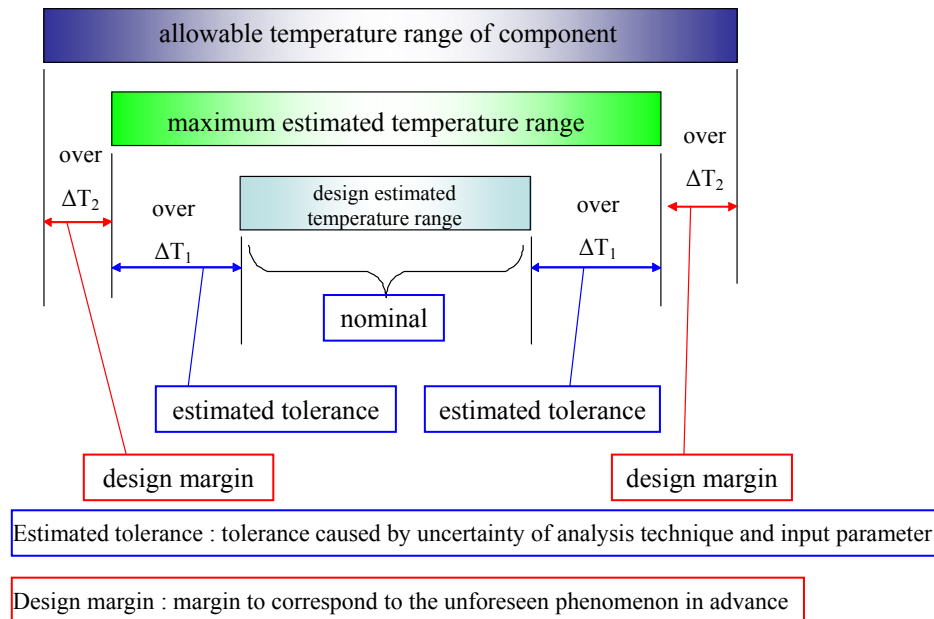 allowable temperature range of component
maximum estimated temperature range
over
ΔT₂
over
ΔT₂
design estimated
temperature range
over
ΔT₁
over
ΔT₁
nominal
estimated tolerance
estimated tolerance
design margin
design margin
Estimated tolerance : tolerance caused by uncertainty of analysis technique and input parameter
Design margin : margin to correspond to the unforeseen phenomenon in advance